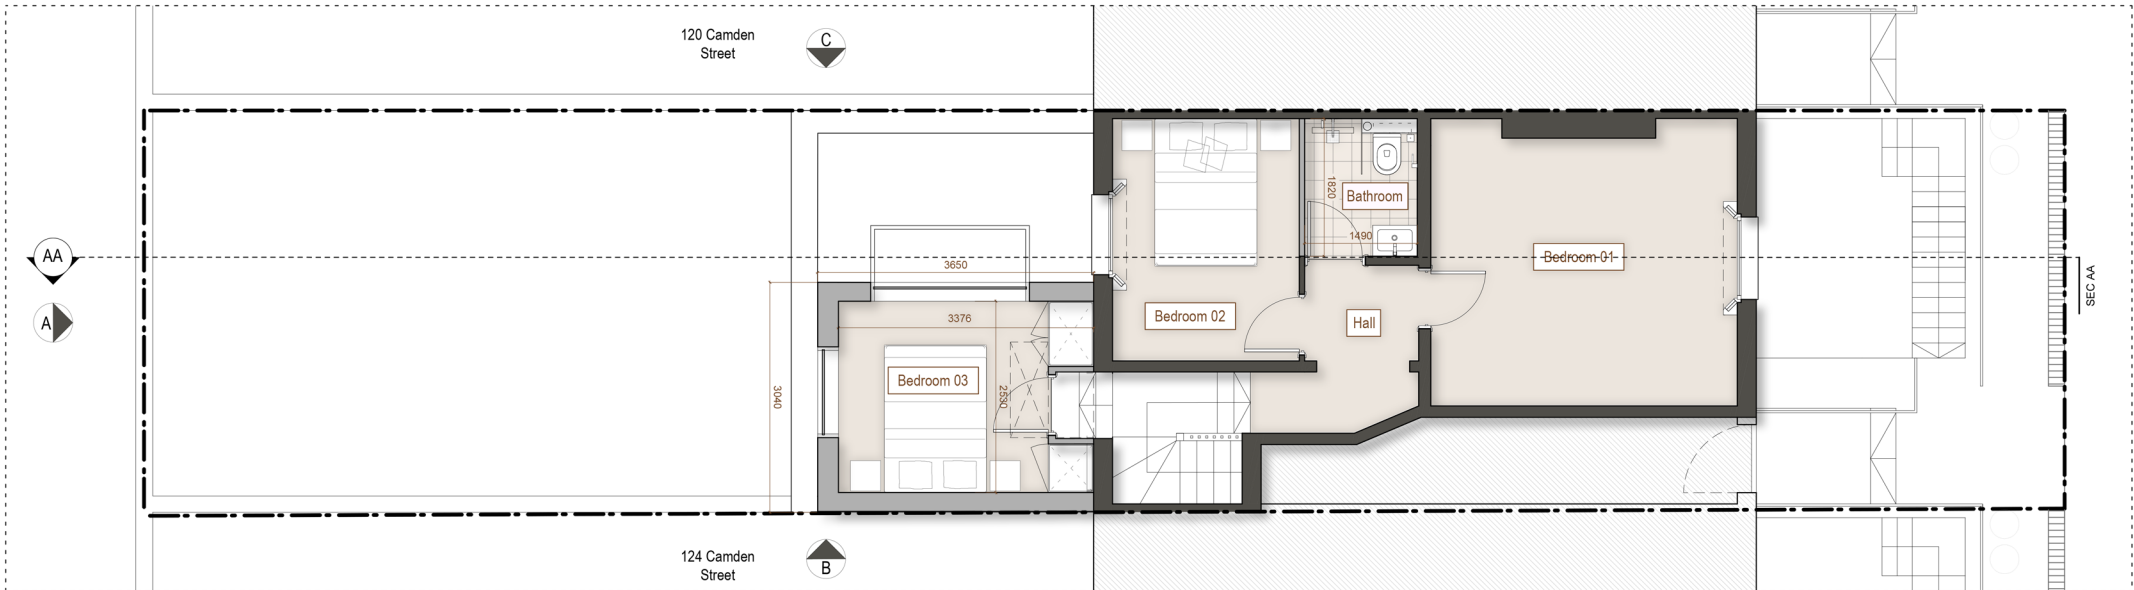 120 Camden
Street
C
AA
A
3650
3376
3040
2530
Bedroom 03
Bedroom 02
1820
Bathroom
1490
Hall
Bedroom 01
SEC AA
124 Camden
Street
B